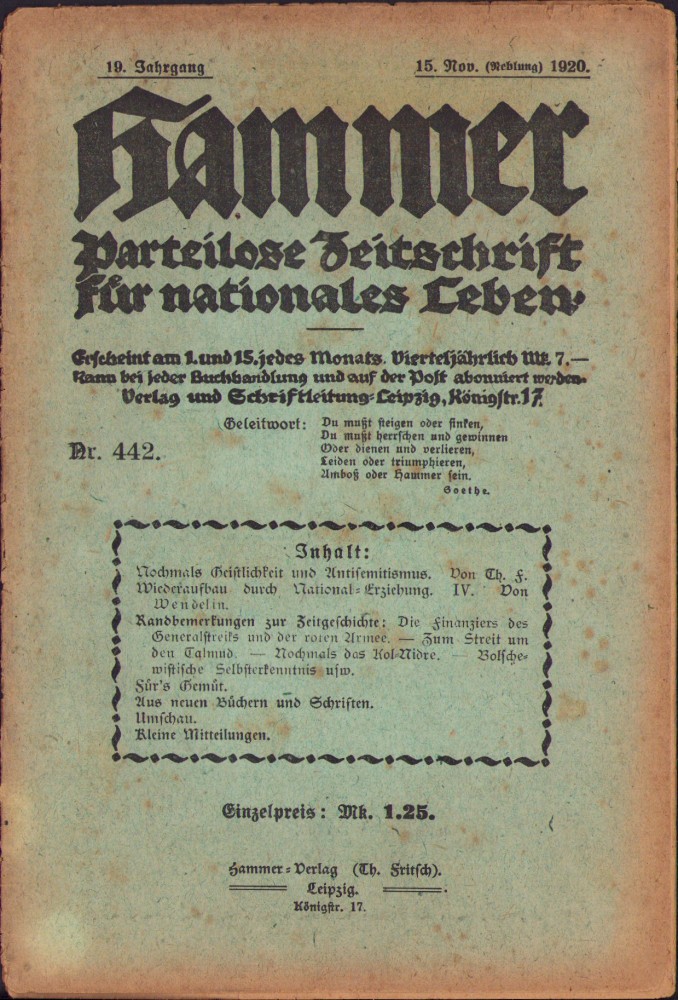 19. Jahrgang
15. Nov. (Neblung) 1920.
Hammer
Parteilose Zeitschrift
für nationales Leben.
Erscheint am 1. und 15. jedes Monats. Vierteljährlich Mk. 7.—
Kann bei jeder Buchhandlung und auf der Post abonniert werden.
Verlag und Schriftleitung: Leipzig, Königstr. 17.
Nr. 442.
Geleitwort: Du mußt steigen oder sinken,
Du mußt herrschen und gewinnen
Oder dienen und verlieren,
Leiden oder triumphieren,
Amboß oder Hammer sein.
Goethe.
Inhalt:
Nochmals Geistlichkeit und Antisemitismus. Von Th. F.
Wiederaufbau durch National-Erziehung. IV. Von
Wendelin.
Randbemerkungen zur Zeitgeschichte: Die Finanziers des
Generalstreiks und der roten Armee. — Zum Streit um
den Talmud. — Nochmals das Kol-Nidre. — Bolsche-
wistische Selbsterkenntnis usw.
Für's Gemüt.
Aus neuen Büchern und Schriften.
Umschau.
Kleine Mitteilungen.
Einzelpreis: Mk. 1.25.
Hammer-Verlag (Th. Fritsch).
Leipzig.
Königstr. 17.